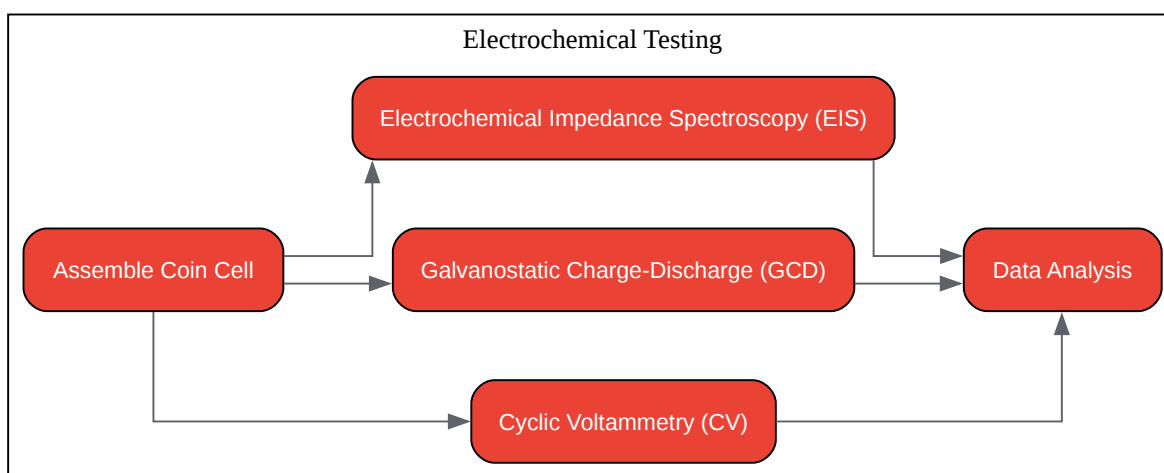 Electrochemical Testing
Electrochemical Impedance Spectroscopy (EIS)
Assemble Coin Cell
Galvanostatic Charge-Discharge (GCD)
Data Analysis
Cyclic Voltammetry (CV)